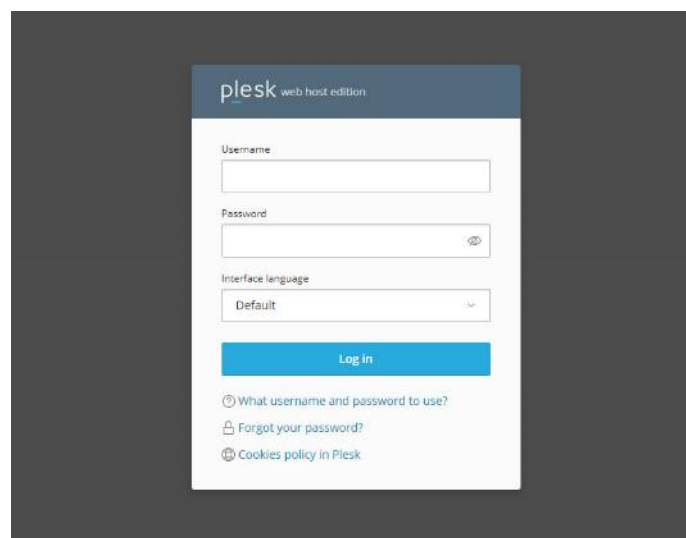 plesk web host edition
Username
Password
Interface language
Default
Log in
What username and password to use?
Forgot your password?
Cookies policy in Plesk